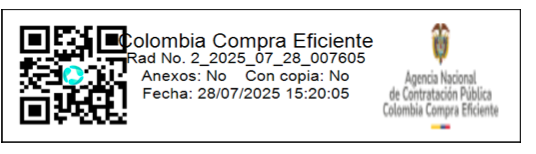 Colombia Compra Eficiente
Rad No. 2_2025_07_28_007605
Anexos: No Con copia: No
Fecha: 28/07/2025 15:20:05
Agencia Nacional
de Contratación Pública
Colombia Compra Eficiente